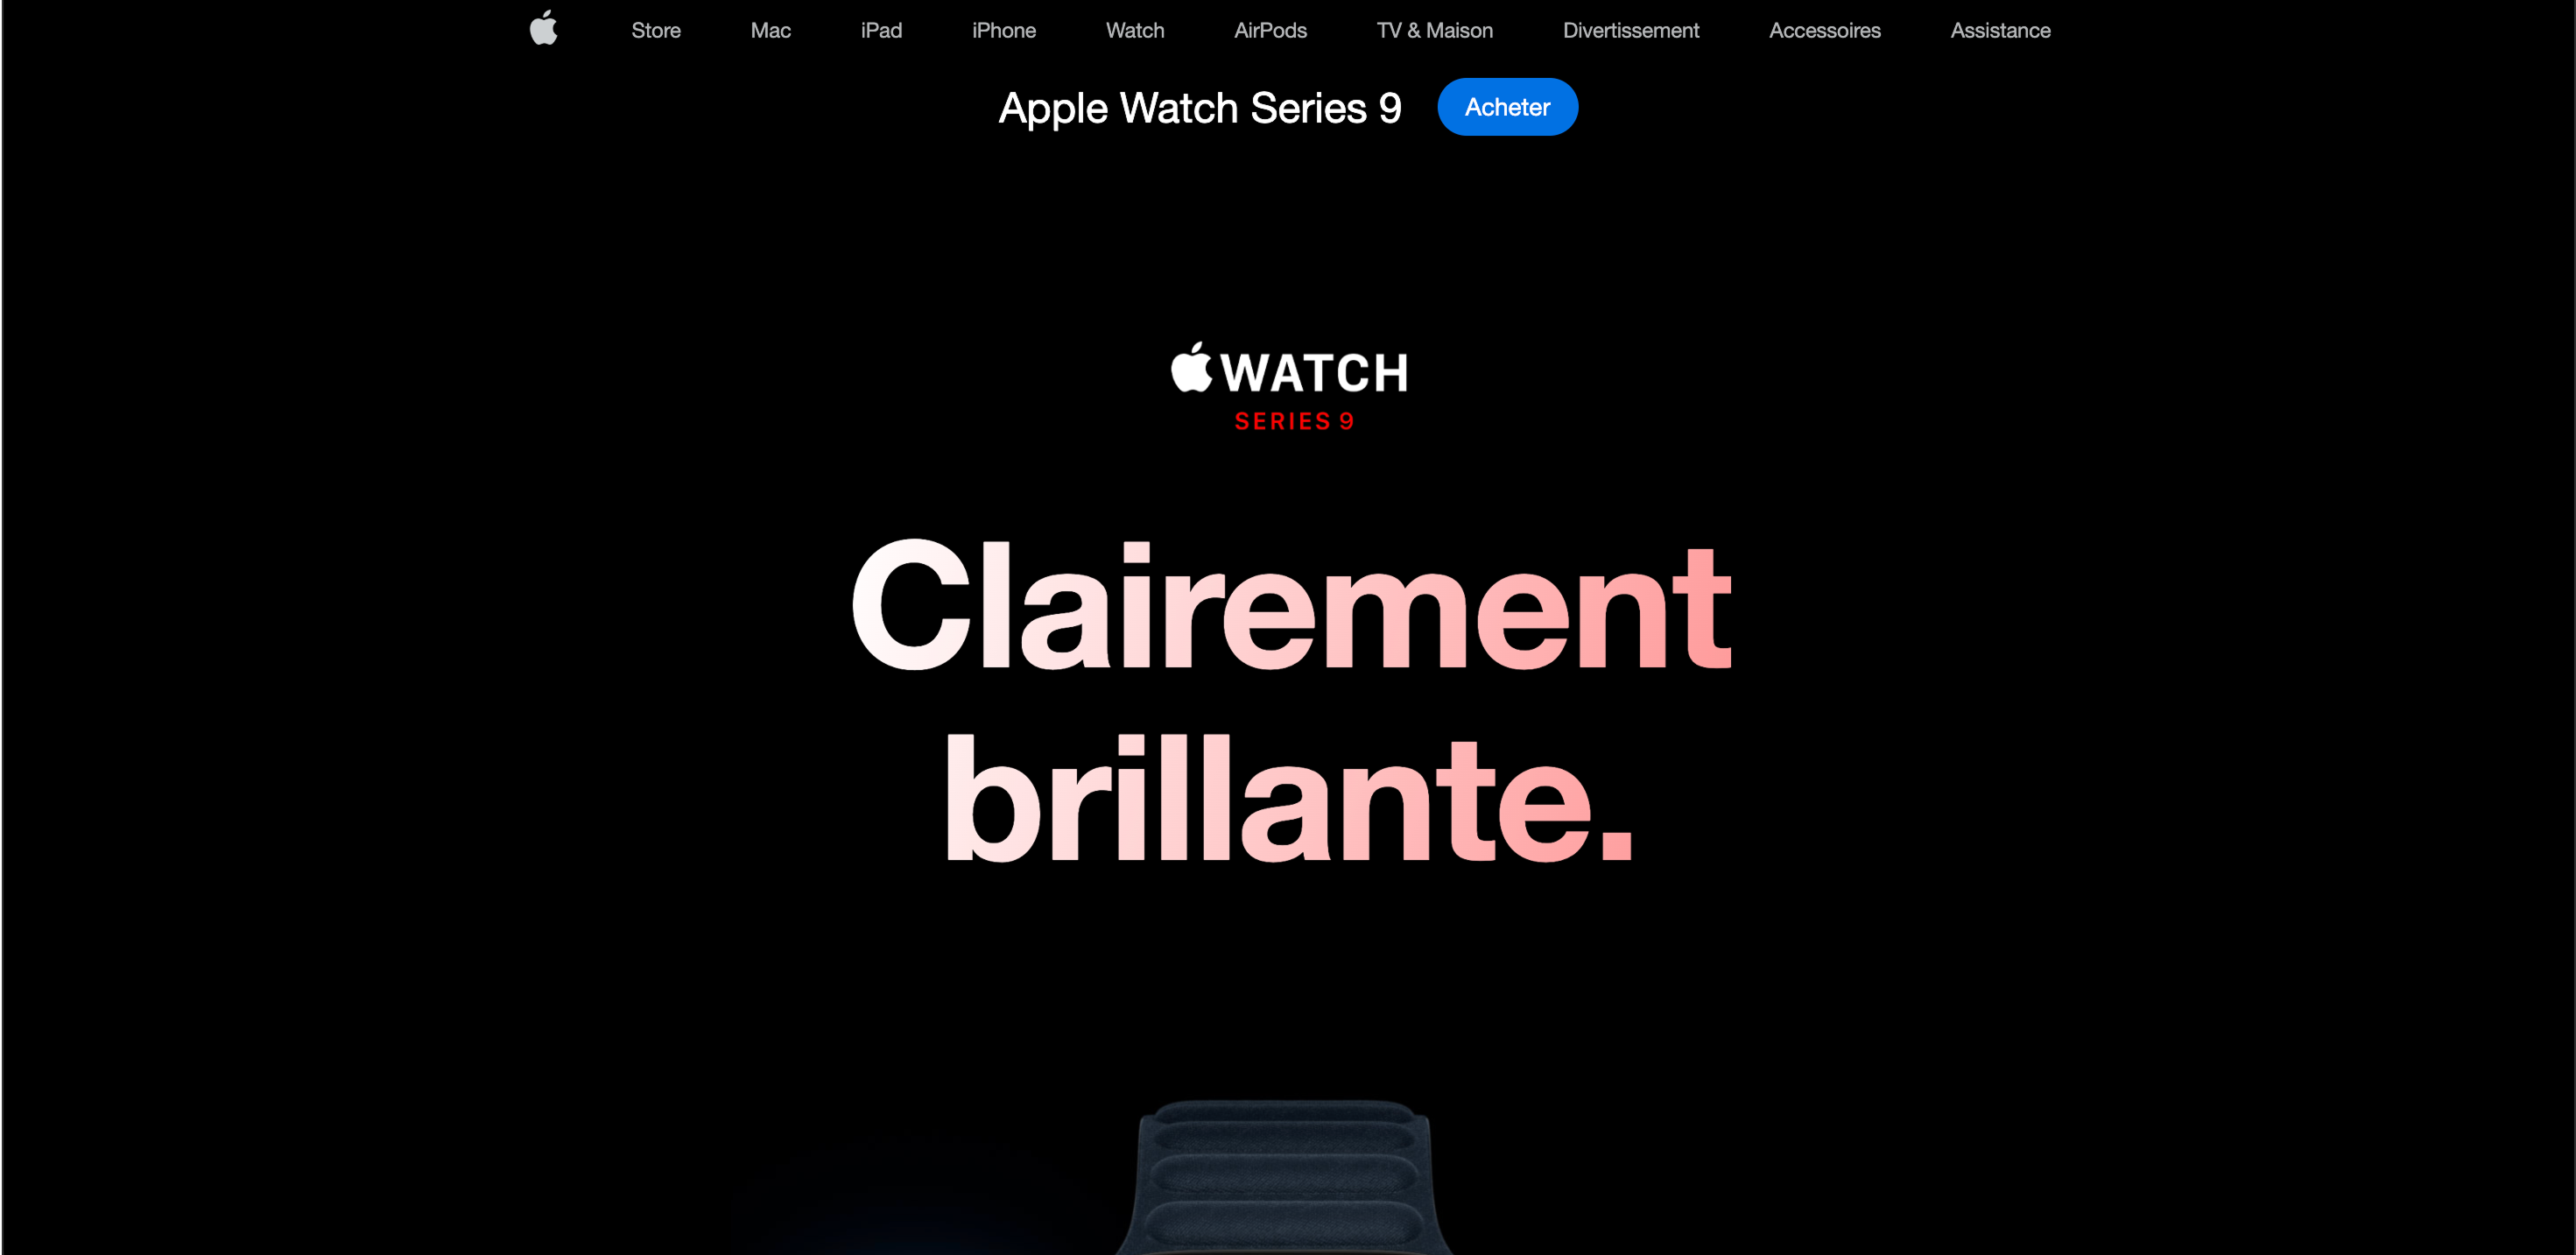 Store Mac iPad iPhone Watch AirPods TV & Maison Divertissement Accessoires Assistance
Apple Watch Series 9 Acheter
WATCH
SERIES 9
Clairement
brillante.